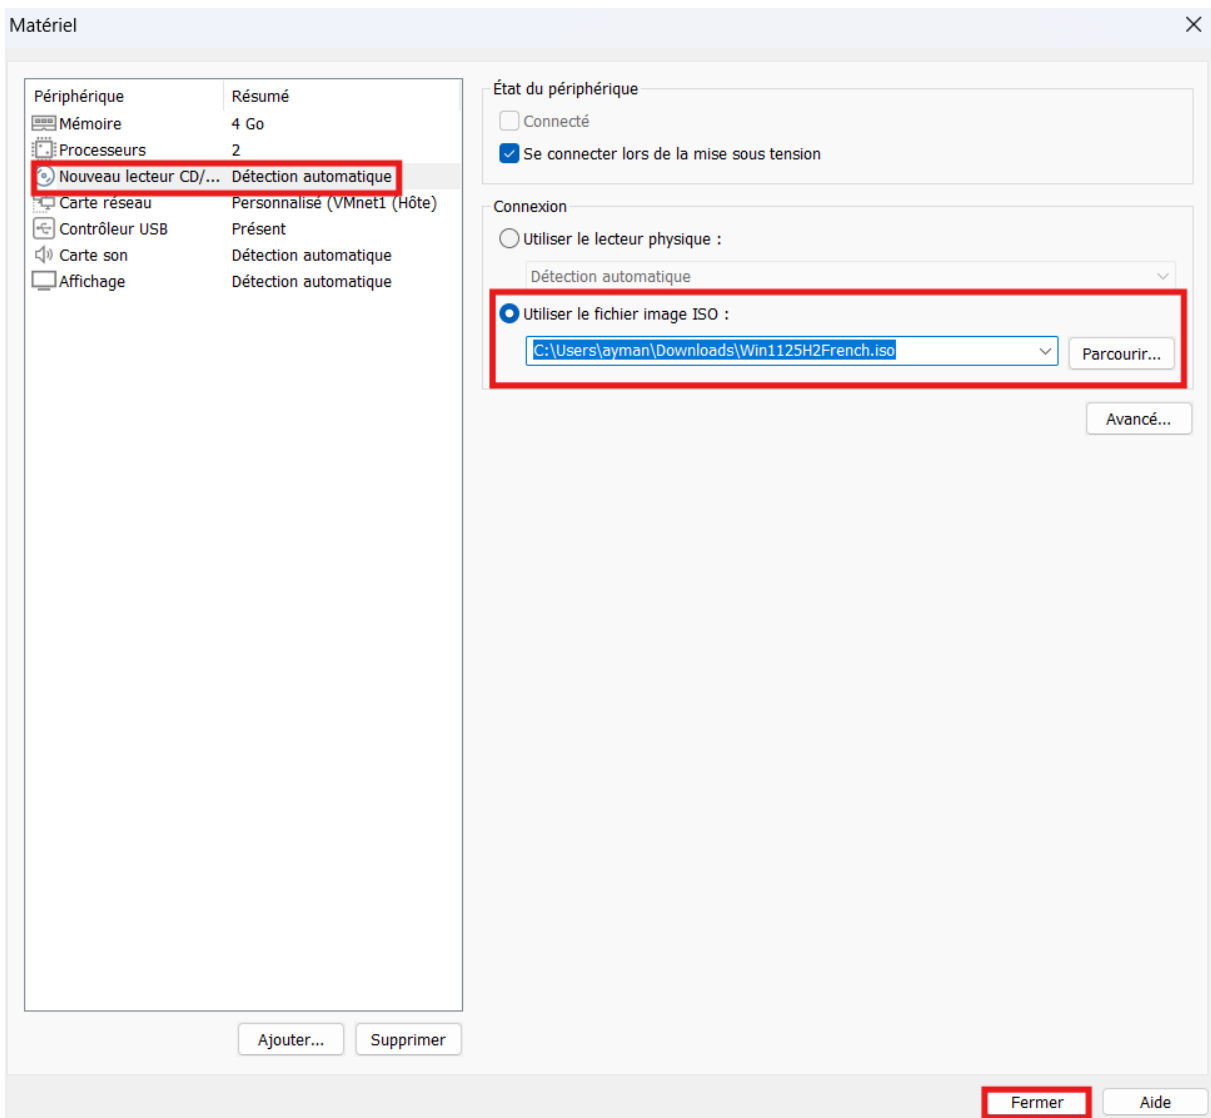 Matériel
Périphérique Résumé
Mémoire 4 Go
Processeurs 2
Nouveau lecteur CD/... Détection automatique
Carte réseau Personnalisé (VMnet1 (Hôte)
Contrôleur USB Présent
Carte son Détection automatique
Affichage Détection automatique
Ajouter... Supprimer
État du périphérique
Connecté
Se connecter lors de la mise sous tension
Connexion
Utiliser le lecteur physique :
Détection automatique
Utiliser le fichier image ISO :
C:\Users\ayman\Downloads\Win1125H2French.iso
Parcourir...
Avancé...
Fermer Aide